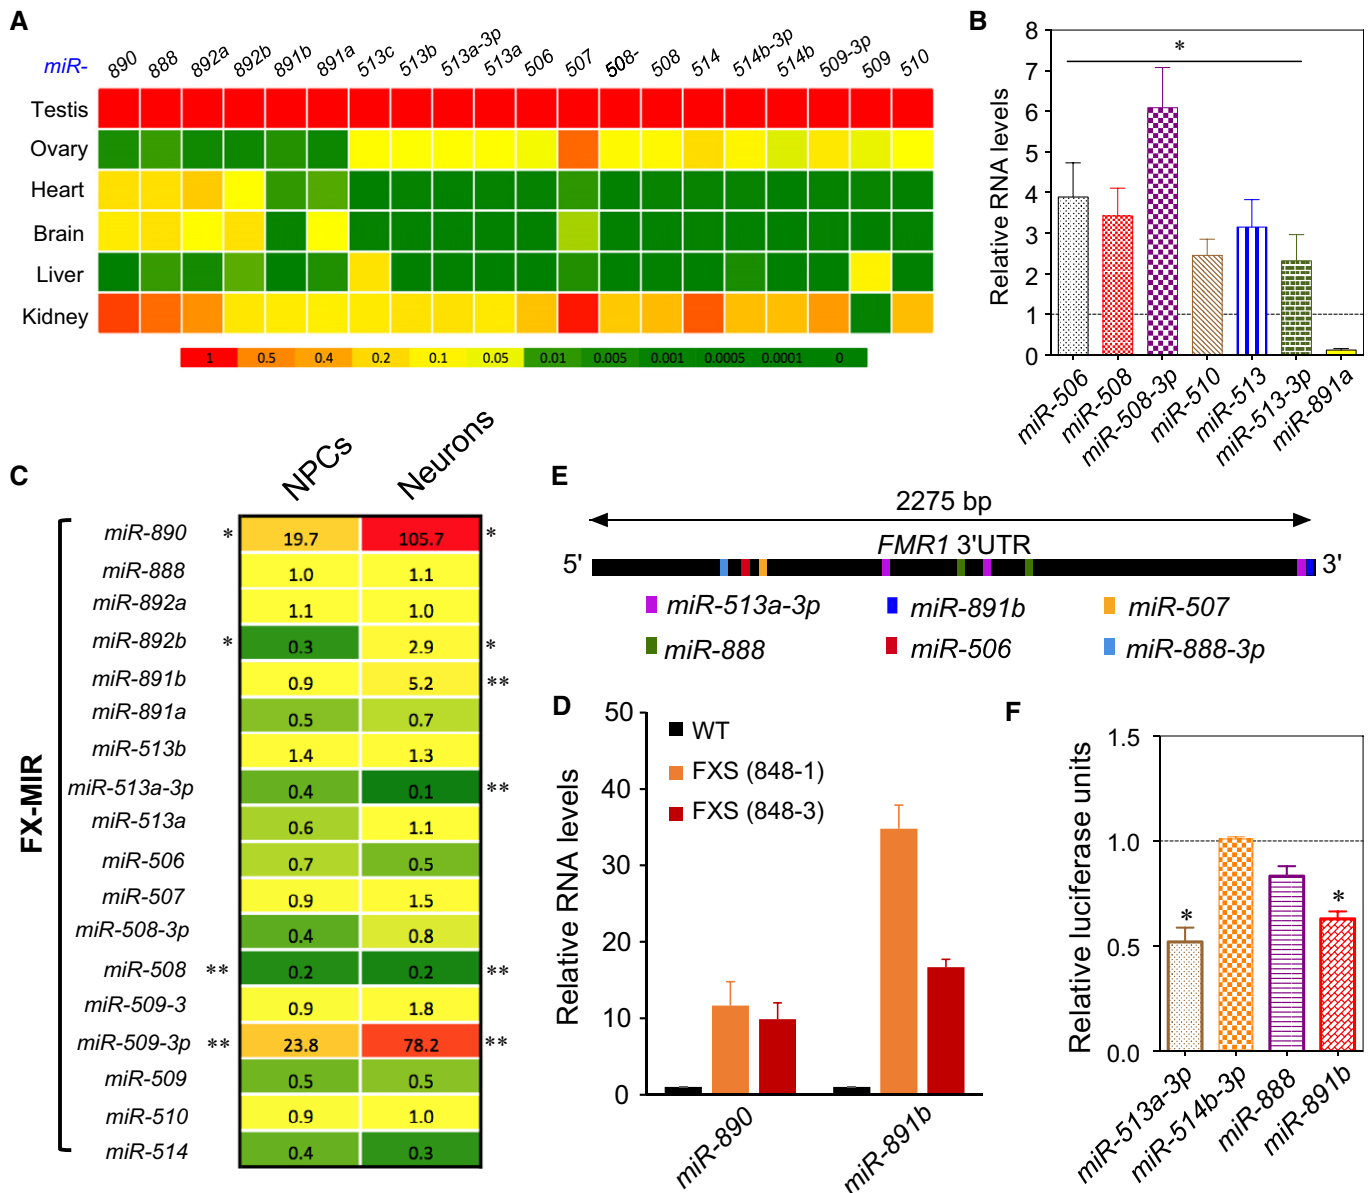 A
miR- 890 888 892a 892b 891b 891a 513c 513b 513a-3p 513a 506 507 508- 508 514 514b-3p 514b 509-3p 509 510
Testis
Ovary
Heart
Brain
Liver
Kidney
1 0.5 0.4 0.2 0.1 0.05 0.01 0.005 0.001 0.0005 0.0001 0
B
Relative RNA levels
8
7
6
5
4
3
2
1
0
*
miR-506 miR-508 miR-508-3p miR-510 miR-513 miR-513-3p miR-891a
C
NPCs Neurons
FX-MIR
miR-890 * 19.7 105.7 *
miR-888 1.0 1.1
miR-892a 1.1 1.0
miR-892b * 0.3 2.9 *
miR-891b 0.9 5.2 **
miR-891a 0.5 0.7
miR-513b 1.4 1.3
miR-513a-3p 0.4 0.1 **
miR-513a 0.6 1.1
miR-506 0.7 0.5
miR-507 0.9 1.5
miR-508-3p 0.4 0.8
miR-508 ** 0.2 0.2 **
miR-509-3 0.9 1.8
miR-509-3p ** 23.8 78.2 **
miR-509 0.5 0.5
miR-510 0.9 1.0
miR-514 0.4 0.3
E
2275 bp
FMR1 3'UTR
5' 3'
miR-513a-3p miR-891b miR-507
miR-888 miR-506 miR-888-3p
D
Relative RNA levels
50
40
30
20
10
0
WT
FXS (848-1)
FXS (848-3)
miR-890 miR-891b
F
Relative luciferase units
1.5
1.0
0.5
0.0
* *
miR-513a-3p miR-514b-3p miR-888 miR-891b